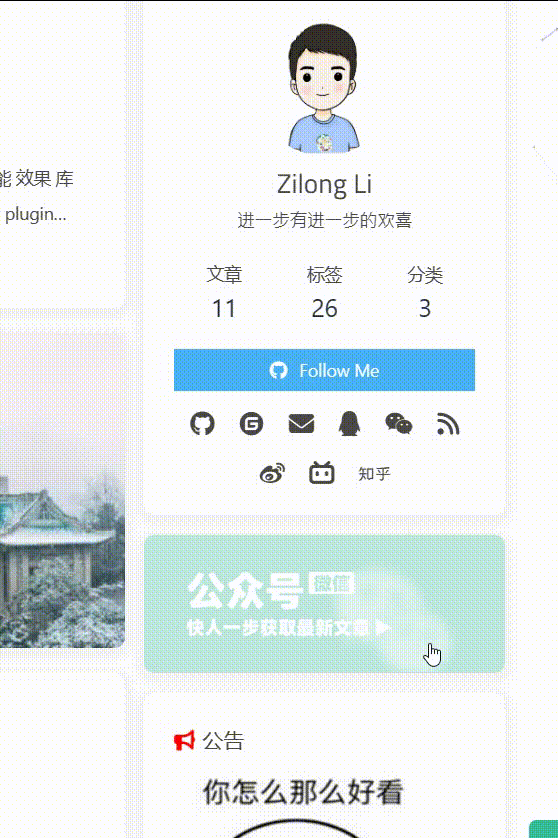 能 效果 库
plugin...
Zilong Li
进一步有进一步的欢喜
文章 标签 分类
11 26 3
Follow Me
知乎
公众号 微信
快人一步获取最新文章 ▶
公告
你怎么那么好看